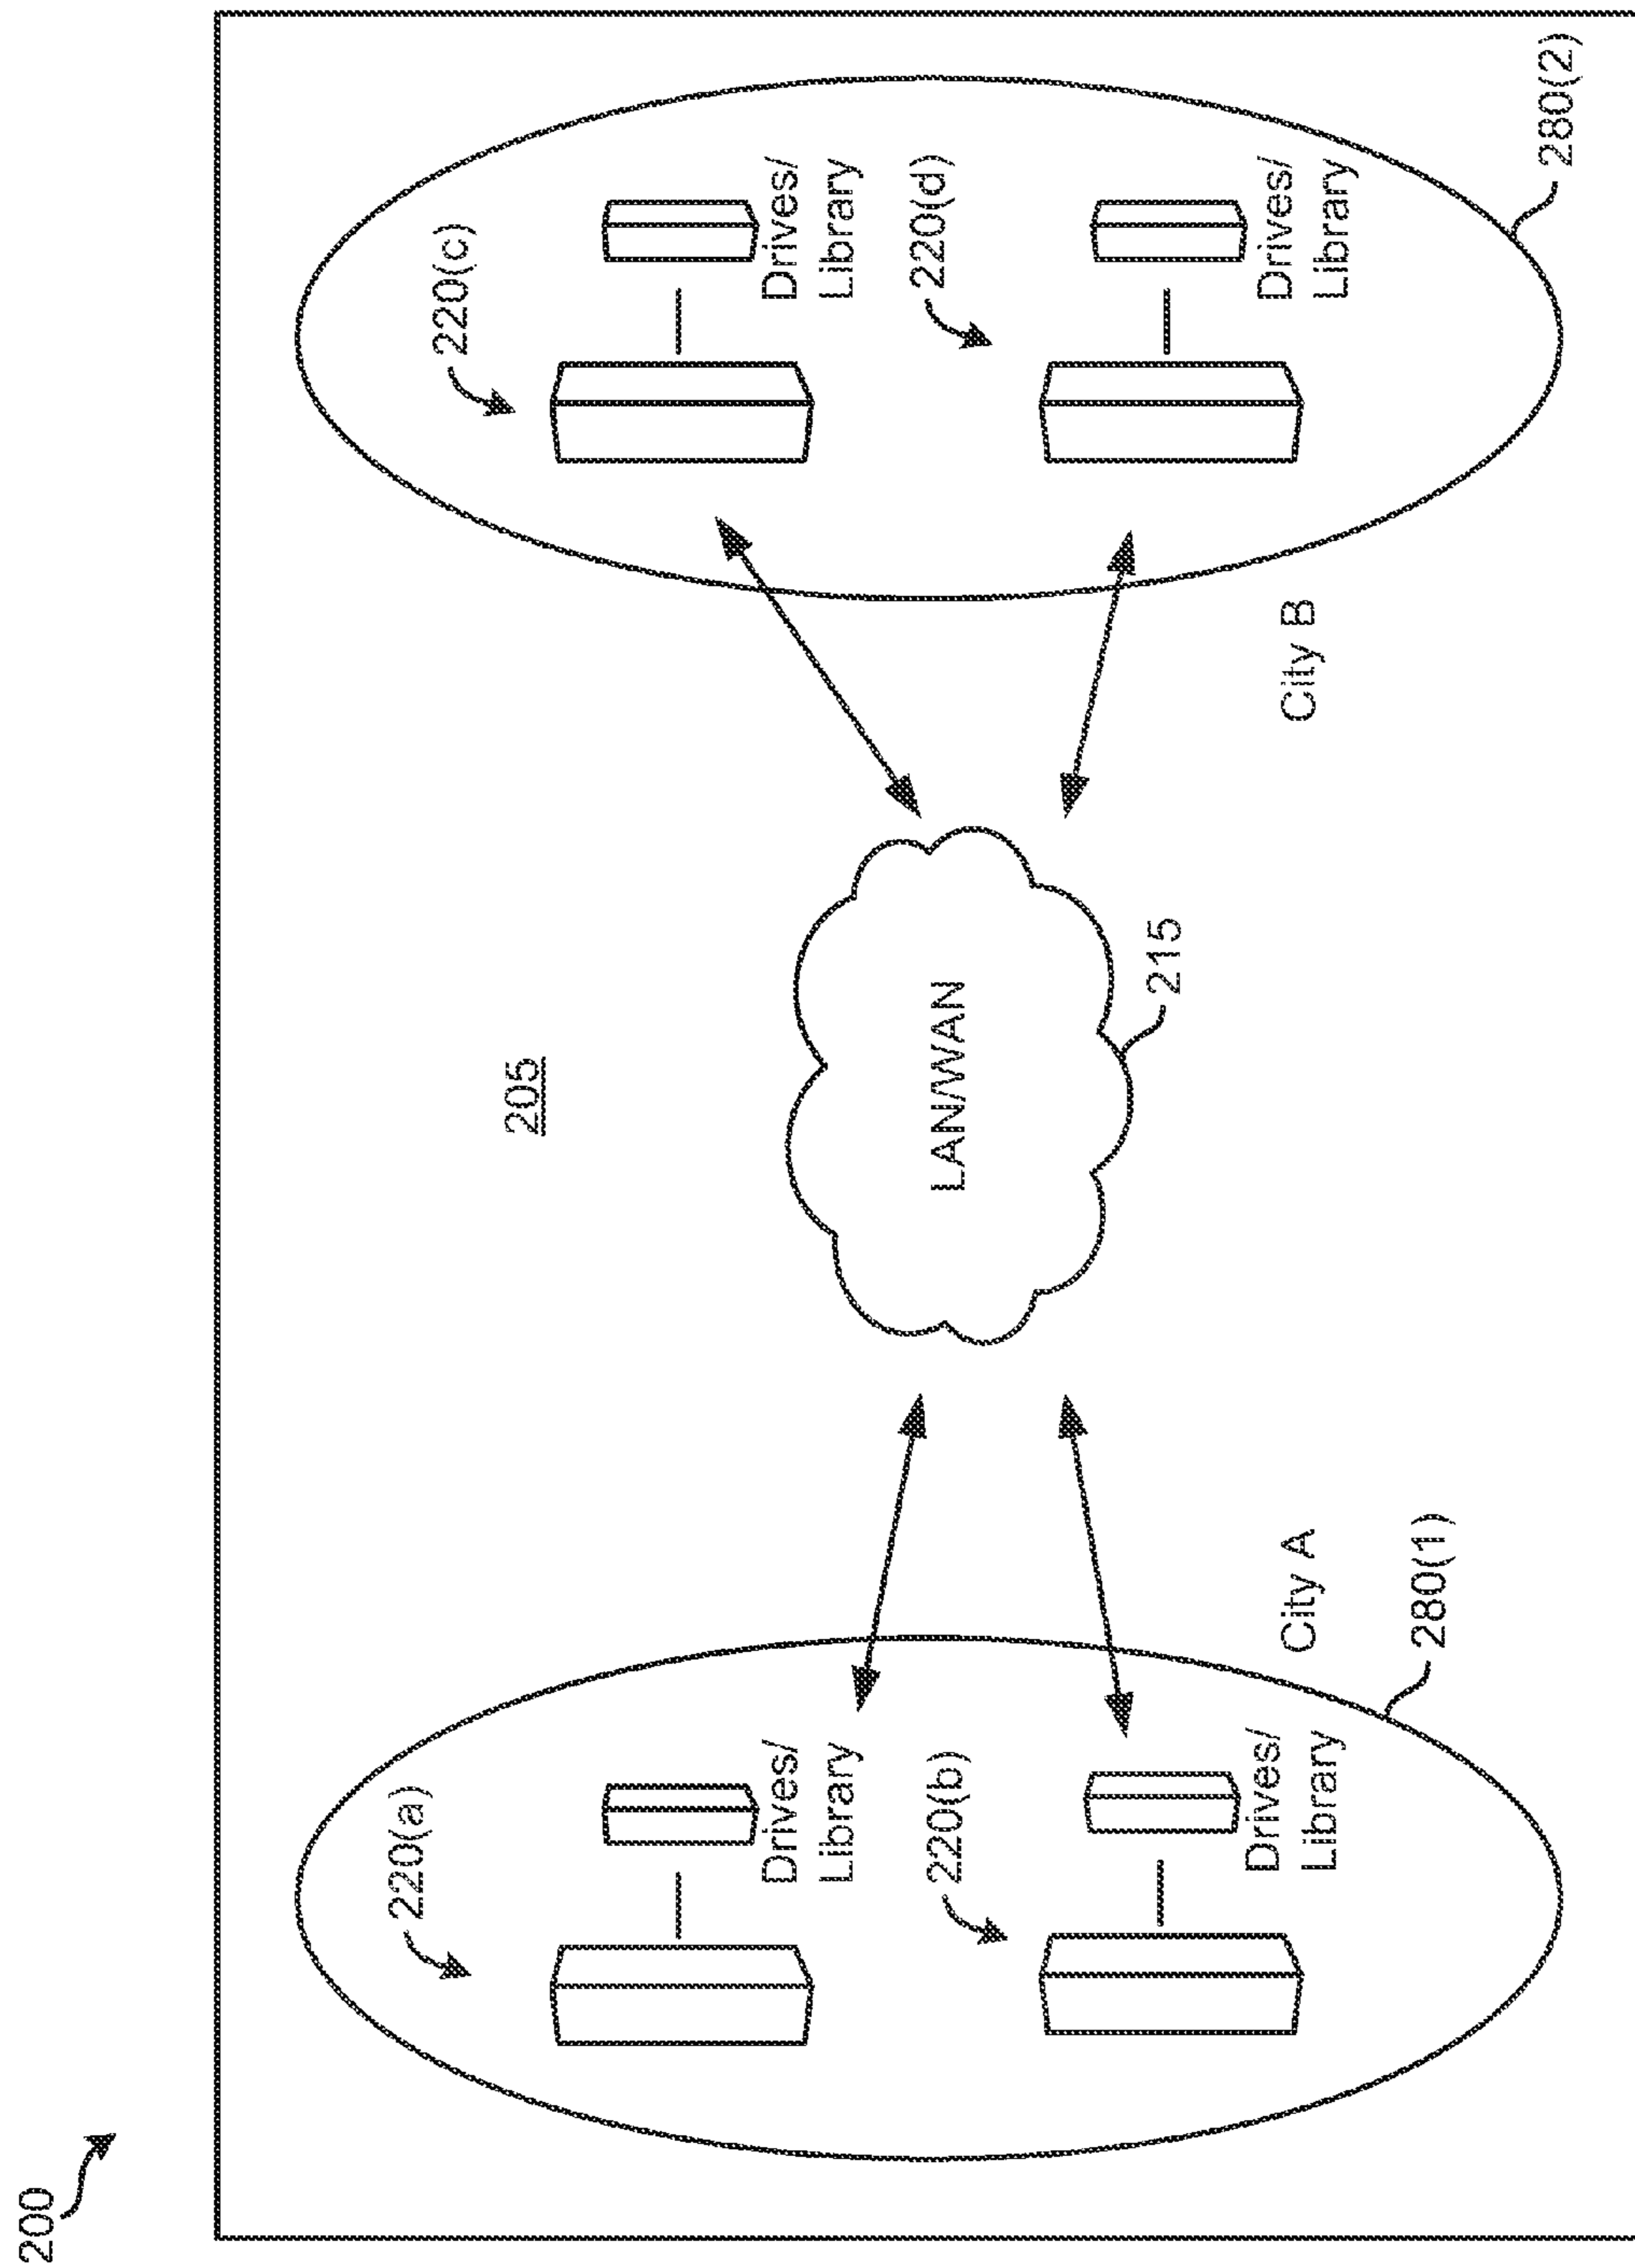 200
205
220(a)
Drives/
Library
220(b)
Drives/
Library
City A
280(1)
LAN/WAN
215
220(c)
Drives/
Library
220(d)
Drives/
Library
City B
280(2)